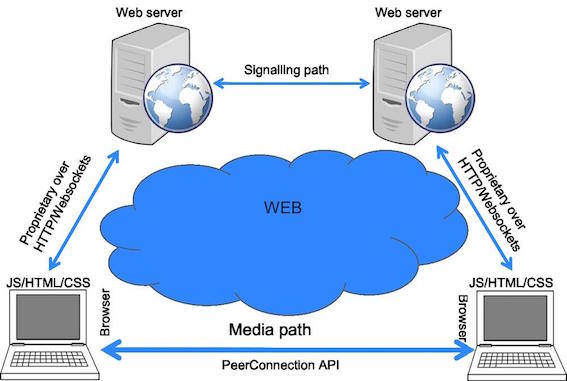 Web server
Web server
Signalling path
Proprietary over
HTTP/Websockets
Proprietary over
HTTP/Websockets
WEB
JS/HTML/CSS
JS/HTML/CSS
Browser
Browser
Media path
PeerConnection API